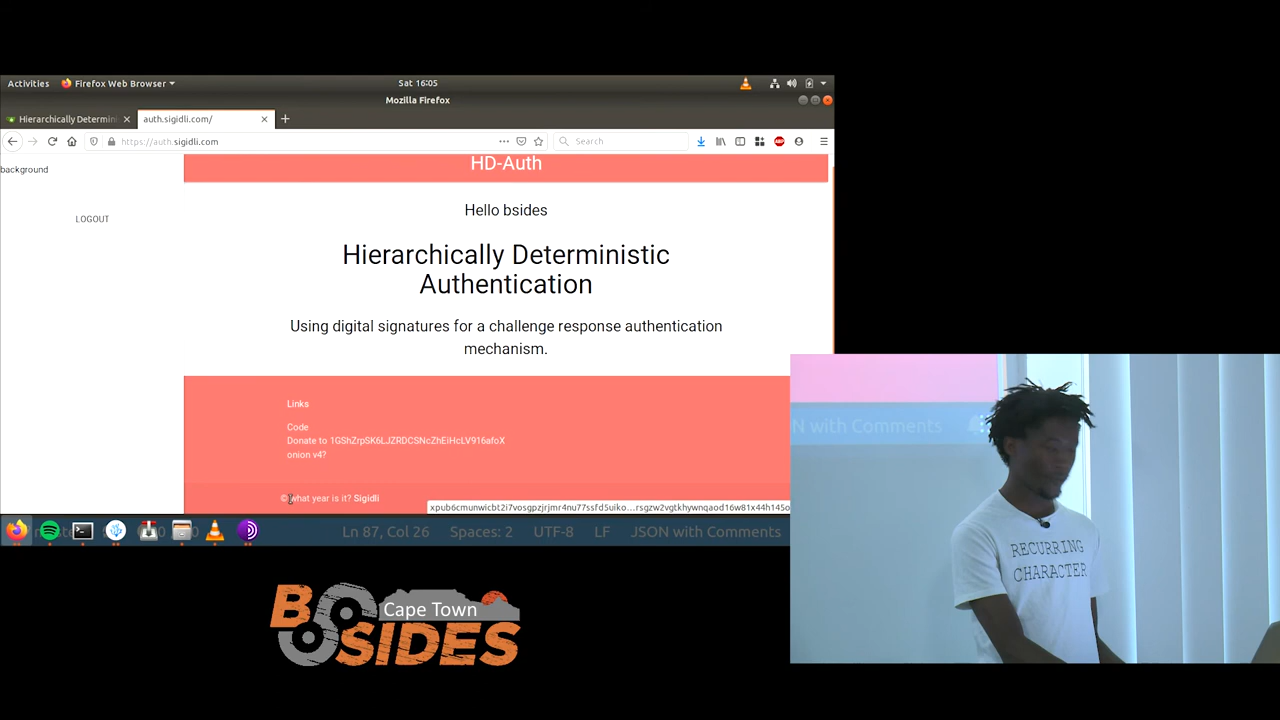 Activities
Firefox Web Browser
Sat 16:05
Mozilla Firefox
Hierarchically Determini
auth.sigidli.com/
https://auth.sigidli.com
Search
ABP
background
HD-Auth
LOGOUT
Hello bsides
Hierarchically Deterministic
Authentication
Using digital signatures for a challenge response authentication
mechanism.
Links
Code
Donate to 1GShZrpSK6LJZRDCSNcZhEiHcLV916afoX
onion v4?
© what year is it? Sigidli
Ln 87, Col 26
Spaces: 2
UTF-8
LF
JSON with Comments
N with Comments
RECURRING
CHARACTER
BSIDES
Cape Town